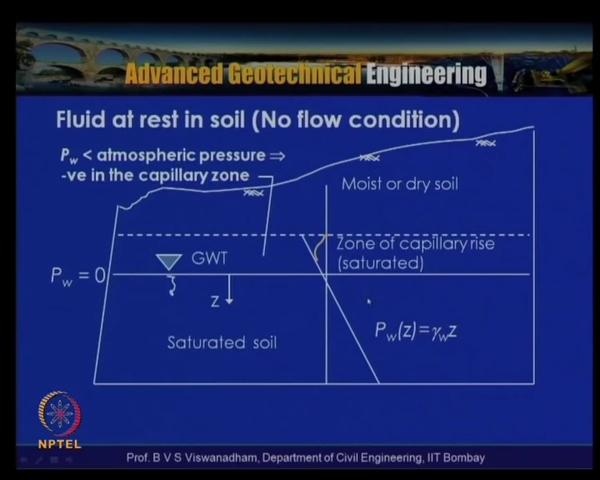 Advanced Geotechnical Engineering
Fluid at rest in soil (No flow condition)
Pw < atmospheric pressure ⇒
-ve in the capillary zone
Moist or dry soil
Zone of capillary rise
(saturated)
GWT
Pw = 0
z
Pw(z)=γwz
Saturated soil
NPTEL
Prof. B V S Viswanadham, Department of Civil Engineering, IIT Bombay